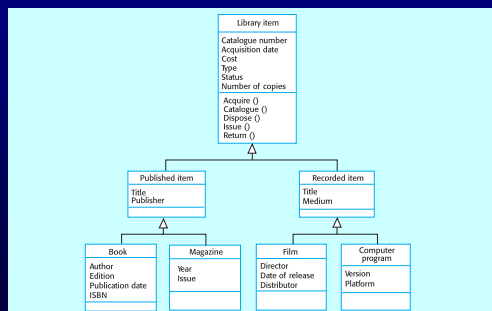 Library item
Catalogue number
Acquisition date
Cost
Type
Status
Number of copies
Acquire ()
Catalogue ()
Dispose ()
Issue ()
Return ()
Published item
Title
Publisher
Recorded item
Title
Medium
Book
Author
Edition
Publication date
ISBN
Magazine
Year
Issue
Film
Director
Date of release
Distributor
Computer
program
Version
Platform